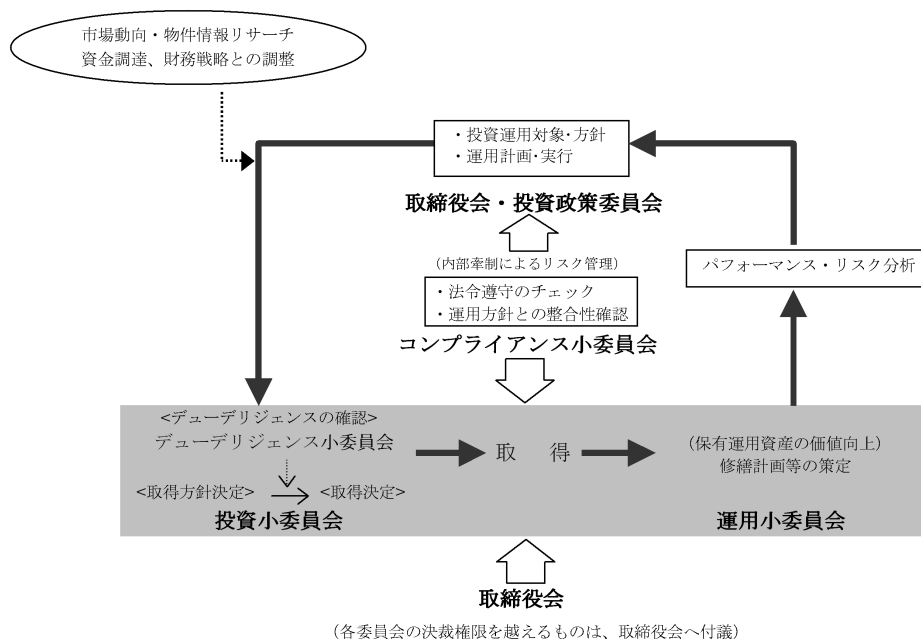 市場動向・物件情報リサーチ
資金調達、財務戦略との調整
・投資運用対象・方針
・運用計画・実行
取締役会・投資政策委員会
(内部牽制によるリスク管理)
・法令遵守のチェック
・運用方針との整合性確認
コンプライアンス小委員会
パフォーマンス・リスク分析
<デューデリジェンスの確認>
デューデリジェンス小委員会
<取得方針決定>
<取得決定>
投資小委員会
取　得
(保有運用資産の価値向上)
修繕計画等の策定
運用小委員会
取締役会
(各委員会の決裁権限を越えるものは、取締役会へ付議)